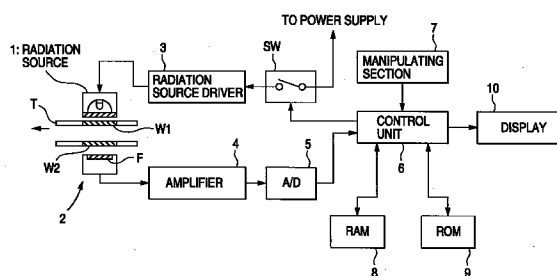 TO POWER SUPPLY
1: RADIATION
SOURCE
3
SW
7
RADIATION
SOURCE DRIVER
MANIPULATING
SECTION
10
T
W1
CONTROL
UNIT
DISPLAY
W2
F
4
5
6
AMPLIFIER
A/D
2
RAM
ROM
8
9